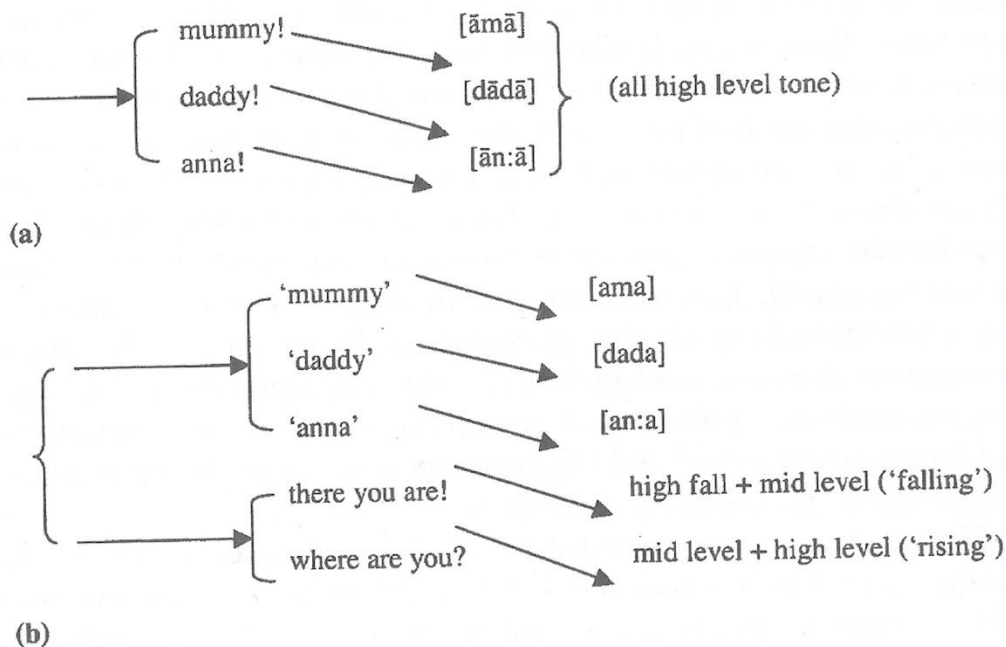 mummy! [āmā]
daddy! [dādā] (all high level tone)
anna! [ān:ā]
(a)
‘mummy’ [ama]
‘daddy’ [dada]
‘anna’ [an:a]
there you are! high fall + mid level (‘falling’)
where are you? mid level + high level (‘rising’)
(b)